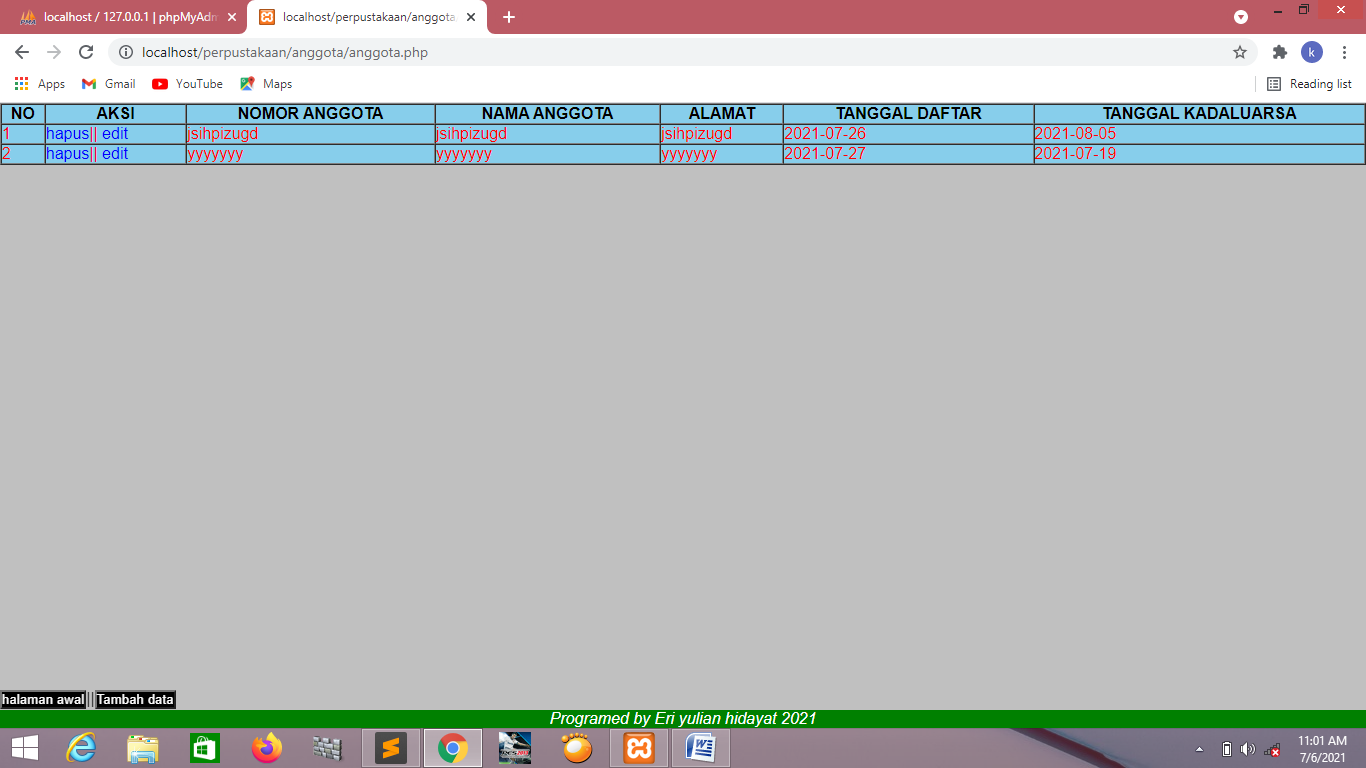 localhost / 127.0.0.1 | phpMyAdm
localhost/perpustakaan/anggota
localhost/perpustakaan/anggota/anggota.php
k
Apps Gmail YouTube Maps Reading list
NO AKSI NOMOR ANGGOTA NAMA ANGGOTA ALAMAT TANGGAL DAFTAR TANGGAL KADALUARSA
1 hapus|| edit jsihpizugd jsihpizugd jsihpizugd 2021-07-26 2021-08-05
2 hapus|| edit yyyyyyy yyyyyyy yyyyyyy 2021-07-27 2021-07-19
halaman awal||Tambah data
Programed by Eri yulian hidayat 2021
11:01 AM
7/6/2021